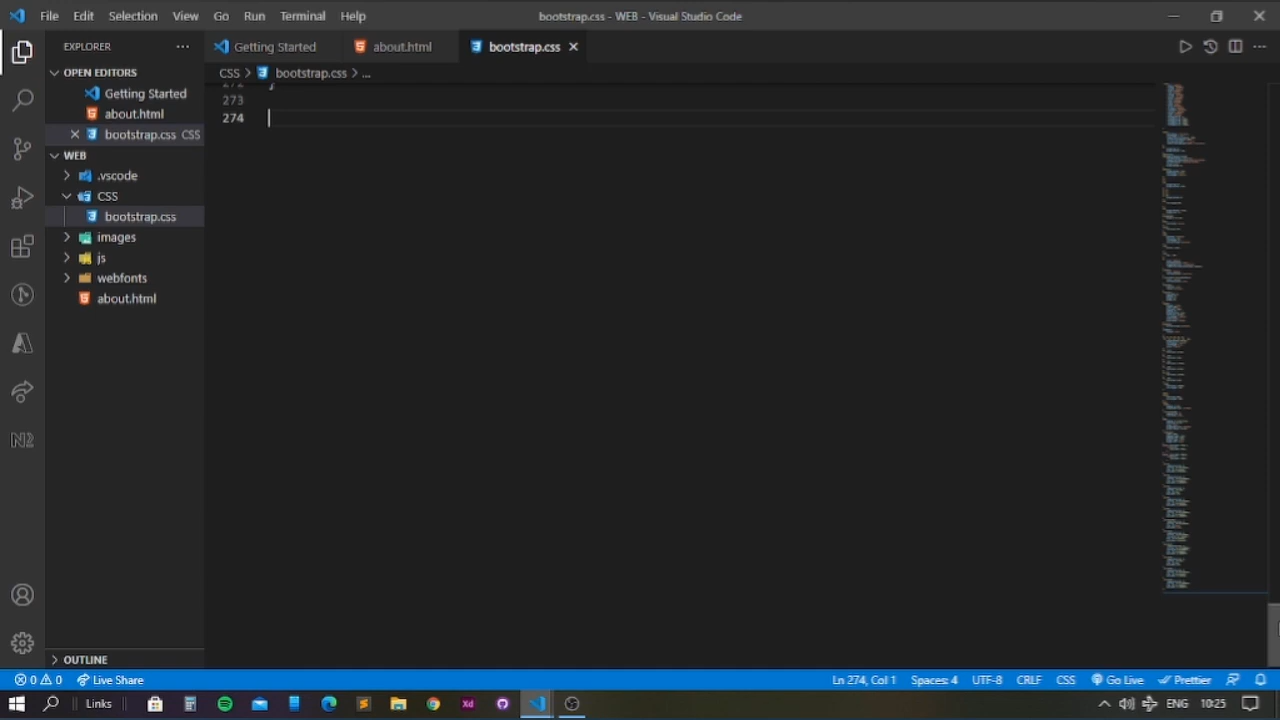 File Edit Selection View Go Run Terminal Help bootstrap.css - WEB - Visual Studio Code
EXPLORER
Getting Started about.html bootstrap.css
OPEN EDITORS
CSS > bootstrap.css > ...
Getting Started
about.html
bootstrap.css CSS
WEB
.vscode
CSS
bootstrap.css
images
js
webfonts
about.html
272 }
273
274
OUTLINE
0 0 Live Share Ln 274, Col 1 Spaces: 4 UTF-8 CRLF CSS Go Live Prettier
Links ENG 10:25